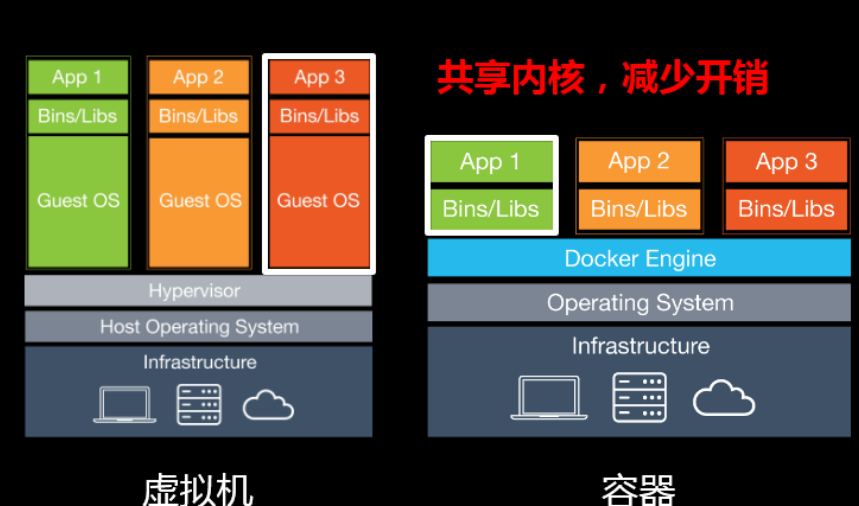 App 1
App 2
App 3
Bins/Libs
Bins/Libs
Bins/Libs
Guest OS
Guest OS
Guest OS
Hypervisor
Host Operating System
Infrastructure
虚拟机
共享内核，减少开销
App 1
App 2
App 3
Bins/Libs
Bins/Libs
Bins/Libs
Docker Engine
Operating System
Infrastructure
容器